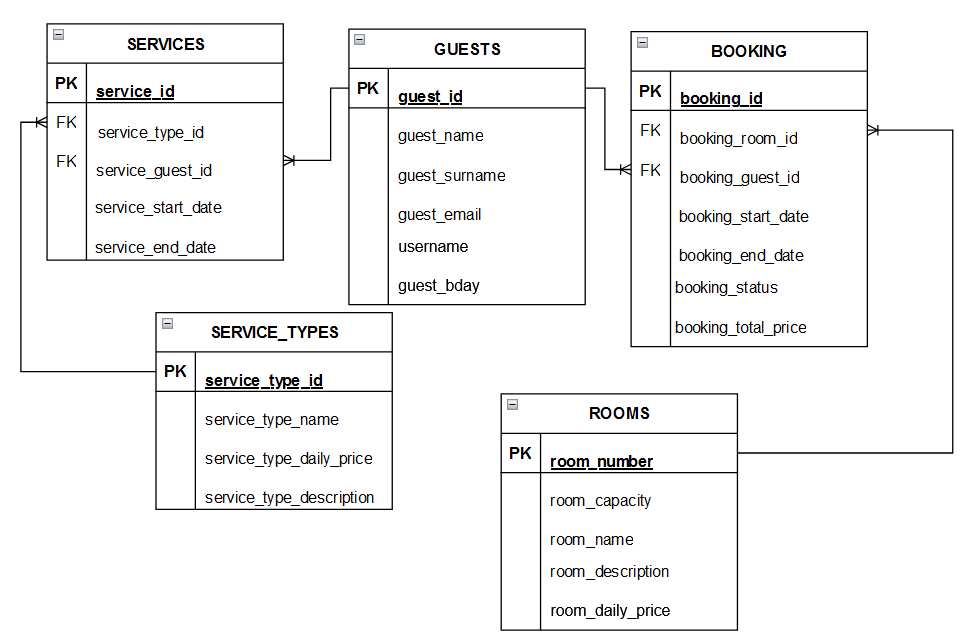 SERVICES
PK service_id
FK service_type_id
FK service_guest_id
service_start_date
service_end_date
GUESTS
PK guest_id
guest_name
guest_surname
guest_email
username
guest_bday
BOOKING
PK booking_id
FK booking_room_id
FK booking_guest_id
booking_start_date
booking_end_date
booking_status
booking_total_price
SERVICE_TYPES
PK service_type_id
service_type_name
service_type_daily_price
service_type_description
ROOMS
PK room_number
room_capacity
room_name
room_description
room_daily_price